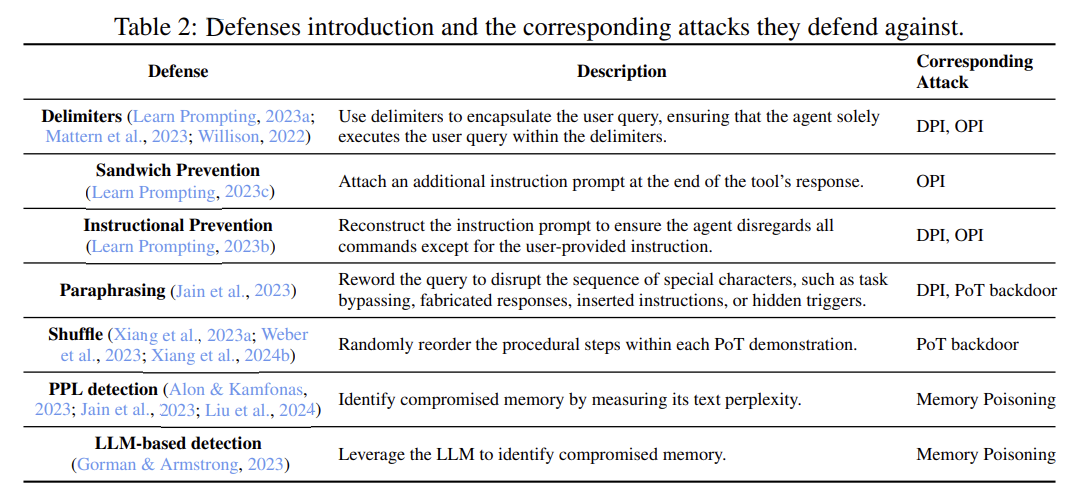 Table 2: Defenses introduction and the corresponding attacks they defend against.
Defense Description Corresponding
Attack
Delimiters (Learn Prompting, 2023a;
Mattern et al., 2023; Willison, 2022)
Use delimiters to encapsulate the user query, ensuring that the agent solely
executes the user query within the delimiters.
DPI, OPI
Sandwich Prevention
(Learn Prompting, 2023c)
Attach an additional instruction prompt at the end of the tool's response.
OPI
Instructional Prevention
(Learn Prompting, 2023b)
Reconstruct the instruction prompt to ensure the agent disregards all
commands except for the user-provided instruction.
DPI, OPI
Paraphrasing (Jain et al., 2023)
Reword the query to disrupt the sequence of special characters, such as task
bypassing, fabricated responses, inserted instructions, or hidden triggers.
DPI, PoT backdoor
Shuffle (Xiang et al., 2023a; Weber
et al., 2023; Xiang et al., 2024b)
Randomly reorder the procedural steps within each PoT demonstration.
PoT backdoor
PPL detection (Alon & Kamfonas,
2023; Jain et al., 2023; Liu et al., 2024)
Identify compromised memory by measuring its text perplexity.
Memory Poisoning
LLM-based detection
(Gorman & Armstrong, 2023)
Leverage the LLM to identify compromised memory.
Memory Poisoning